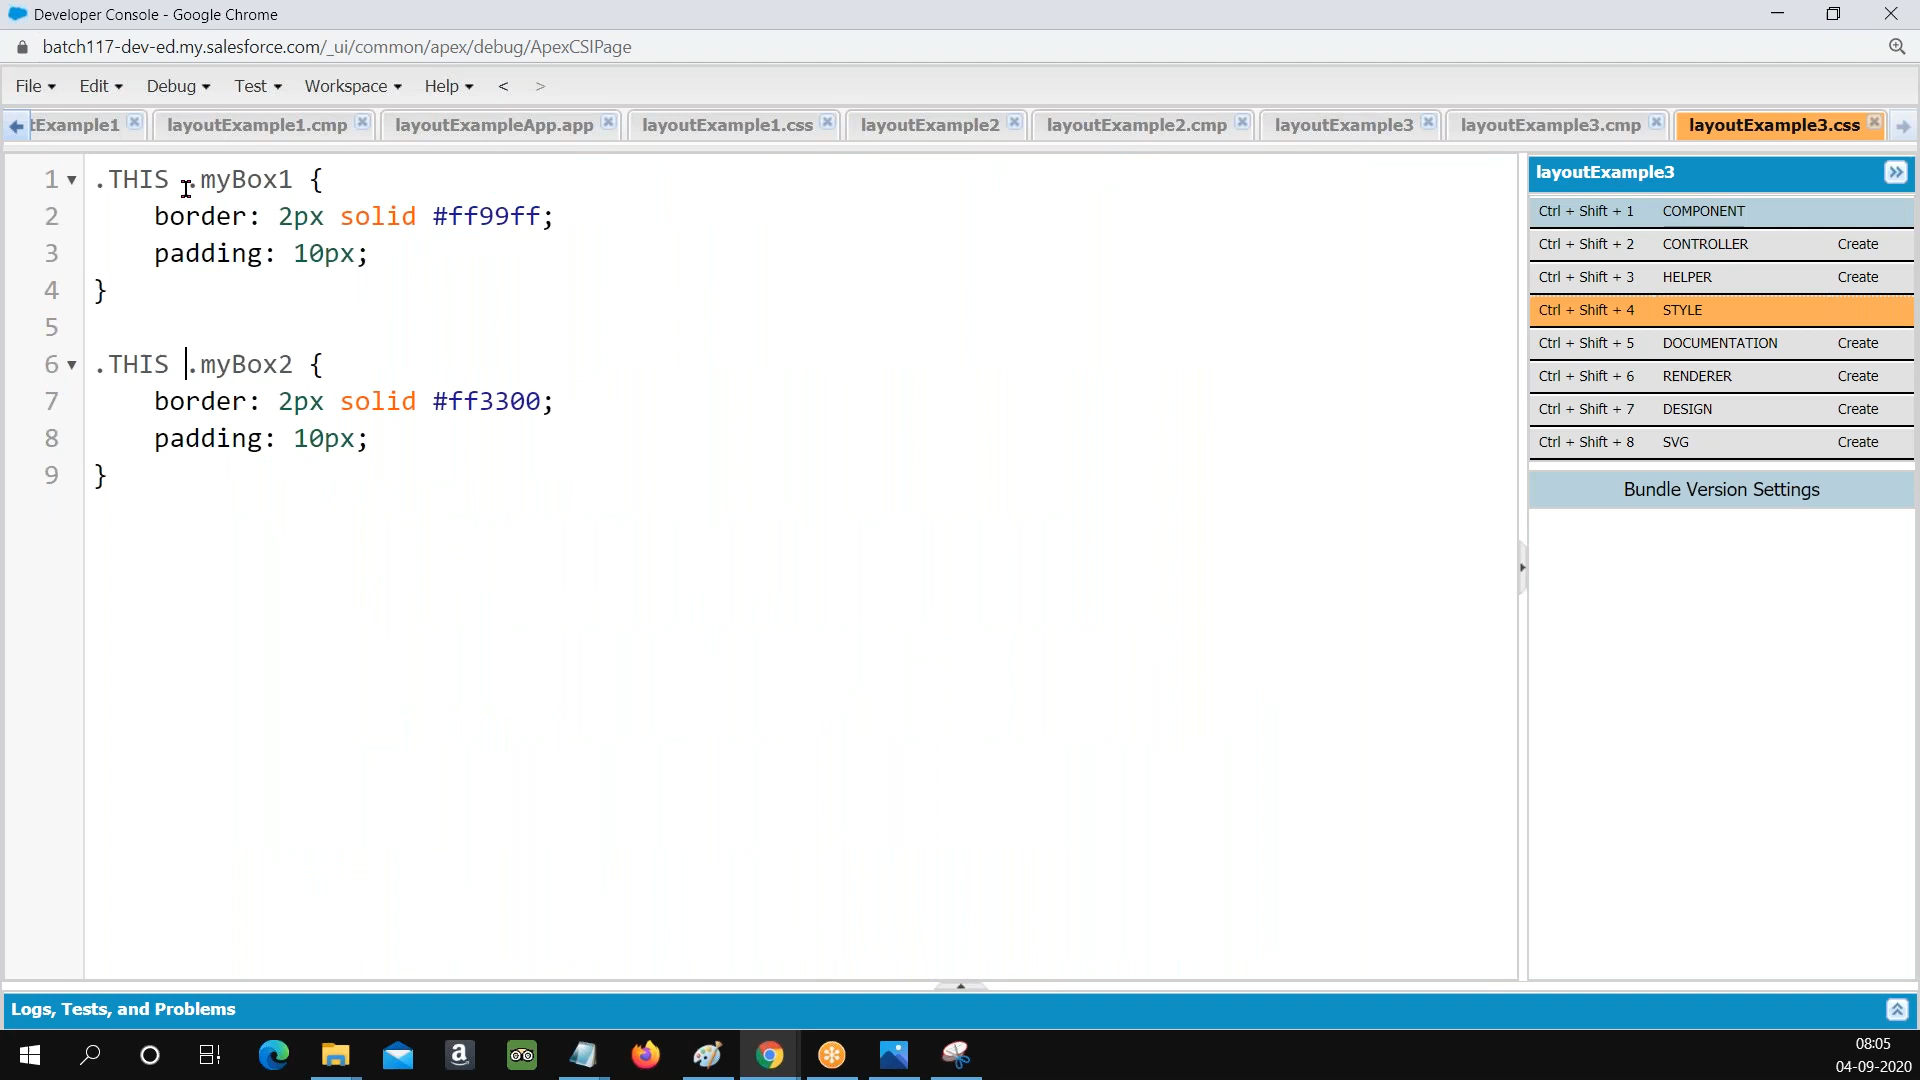 Developer Console - Google Chrome
batch117-dev-ed.my.salesforce.com/_ui/common/apex/debug/ApexCSIPage
File Edit Debug Test Workspace Help < >
tExample1 layoutExample1.cmp layoutExampleApp.app layoutExample1.css layoutExample2 layoutExample2.cmp layoutExample3 layoutExample3.cmp layoutExample3.css
1 .THIS .myBox1 {
2 border: 2px solid #ff99ff;
3 padding: 10px;
4 }
5
6 .THIS .myBox2 {
7 border: 2px solid #ff3300;
8 padding: 10px;
9 }
layoutExample3
Ctrl + Shift + 1 COMPONENT
Ctrl + Shift + 2 CONTROLLER Create
Ctrl + Shift + 3 HELPER Create
Ctrl + Shift + 4 STYLE
Ctrl + Shift + 5 DOCUMENTATION Create
Ctrl + Shift + 6 RENDERER Create
Ctrl + Shift + 7 DESIGN Create
Ctrl + Shift + 8 SVG Create
Bundle Version Settings
Logs, Tests, and Problems
08:05
04-09-2020